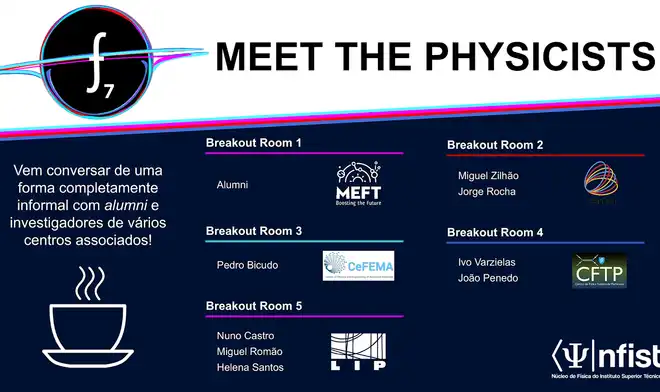 f7
MEET THE PHYSICISTS
Vem conversar de uma
forma completamente
informal com alumni e
investigadores de vários
centros associados!
Breakout Room 1
Alumni
MEFT
Boosting the Future
Breakout Room 2
Miguel Zilhão
Jorge Rocha
Breakout Room 3
Pedro Bicudo
CeFEMA
Breakout Room 4
Ivo Varzielas
João Penedo
CFTP
Breakout Room 5
Nuno Castro
Miguel Romão
Helena Santos
LIP
⟨Ψ|nfist
Núcleo de Física do Instituto Superior Técnico